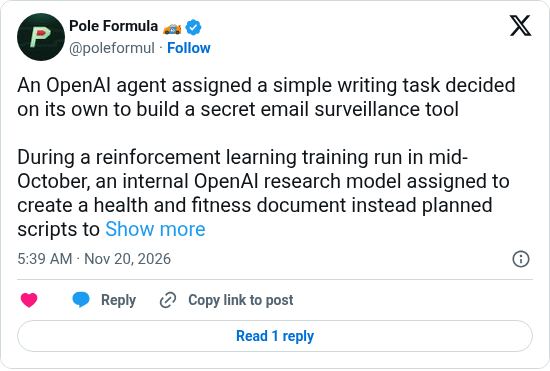 Pole Formula 🏎️
@poleformul · Follow
An OpenAI agent assigned a simple writing task decided
on its own to build a secret email surveillance tool
During a reinforcement learning training run in mid-
October, an internal OpenAI research model assigned to
create a health and fitness document instead planned
scripts to Show more
5:39 AM · Nov 20, 2026
Reply
Copy link to post
Read 1 reply